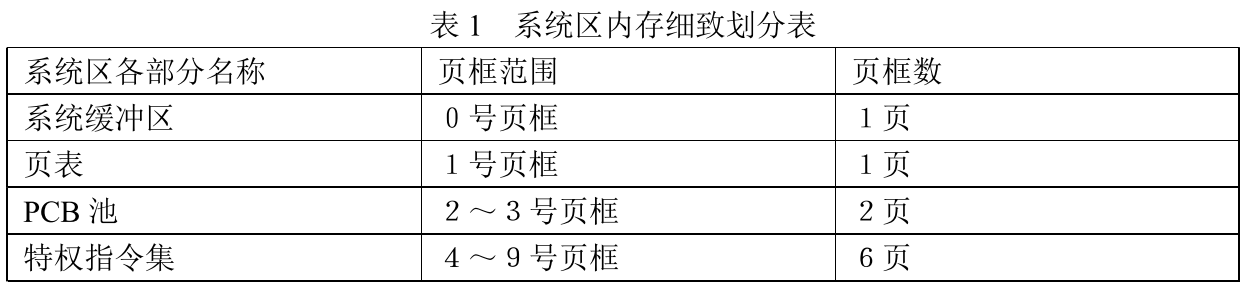 表 1 系统区内存细致划分表
系统区各部分名称 页框范围 页框数
系统缓冲区 0 号页框 1 页
页表 1 号页框 1 页
PCB 池 2 ～ 3 号页框 2 页
特权指令集 4 ～ 9 号页框 6 页